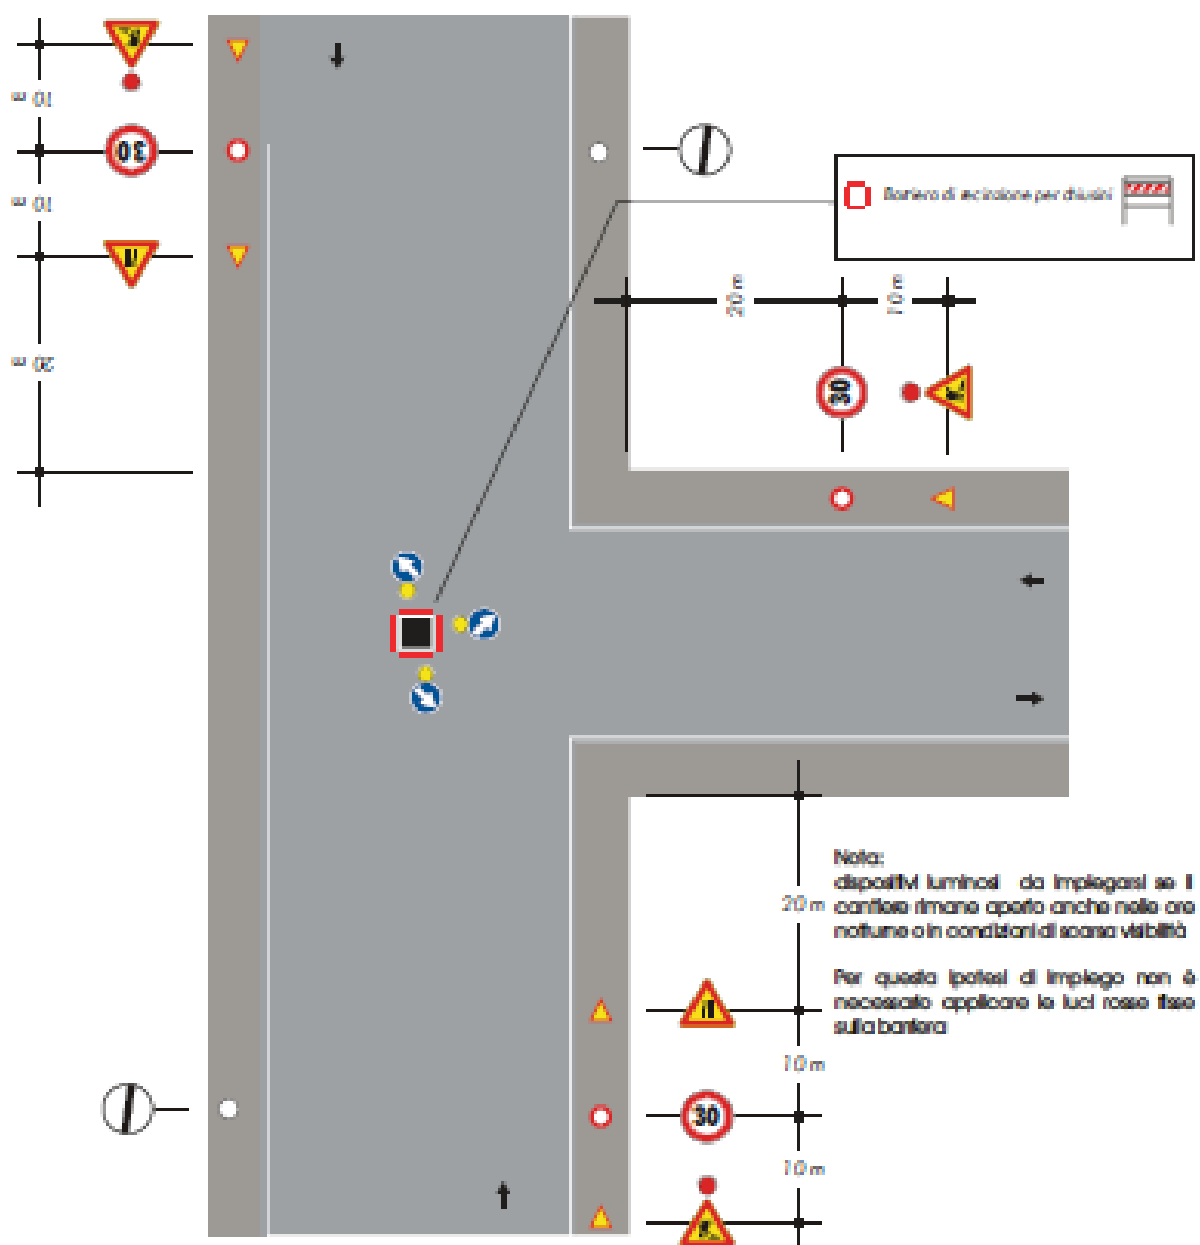 10 m
30
10 m
20 m
Barriera di recinzione per chiusini
20 m
10 m
30
Nota:
dispositivi luminosi da impiegarsi se il
20 m
cantiere rimane aperto anche nelle ore
notturne o in condizioni di scarsa visibilità
Per questa ipotesi di impiego non è
necessario applicare le luci rosse fisse
sulla barriera
10 m
30
10 m